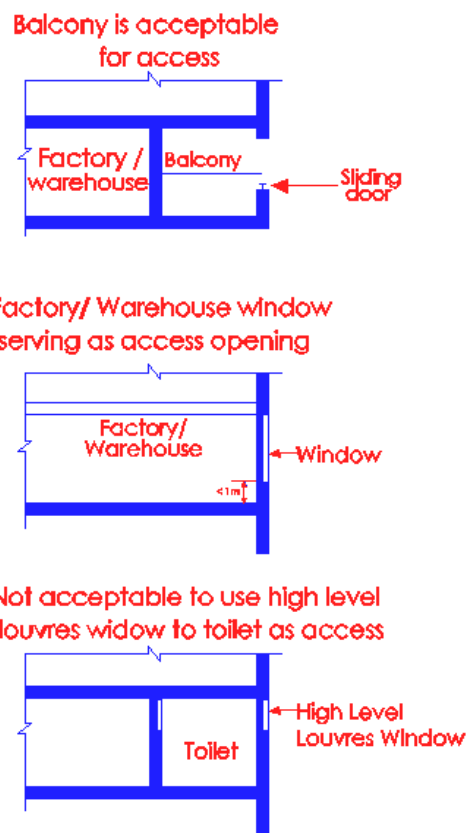 Balcony is acceptable
for access
Factory /
warehouse
Balcony
Sliding
door
Factory/ Warehouse window
serving as access opening
Factory/
Warehouse
Window
<1m
Not acceptable to use high level
louvres widow to toilet as access
High Level
Louvres Window
Toilet